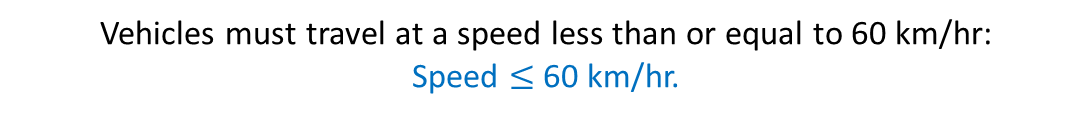 Vehicles must travel at a speed less than or equal to 60 km/hr:
Speed ≤ 60 km/hr.